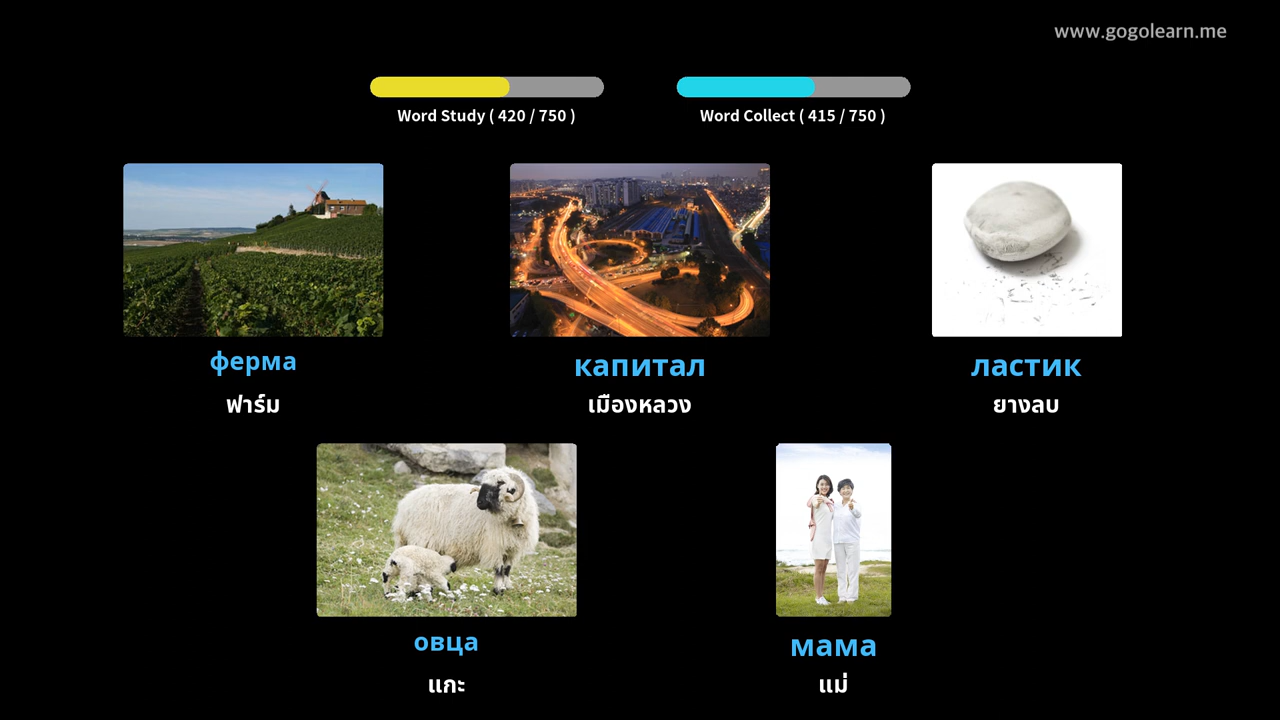 www.gogolearn.me
Word Study ( 420 / 750 )
Word Collect ( 415 / 750 )
ферма
капитал
ластик
ฟาร์ม
เมืองหลวง
ยางลบ
овца
мама
แกะ
แม่